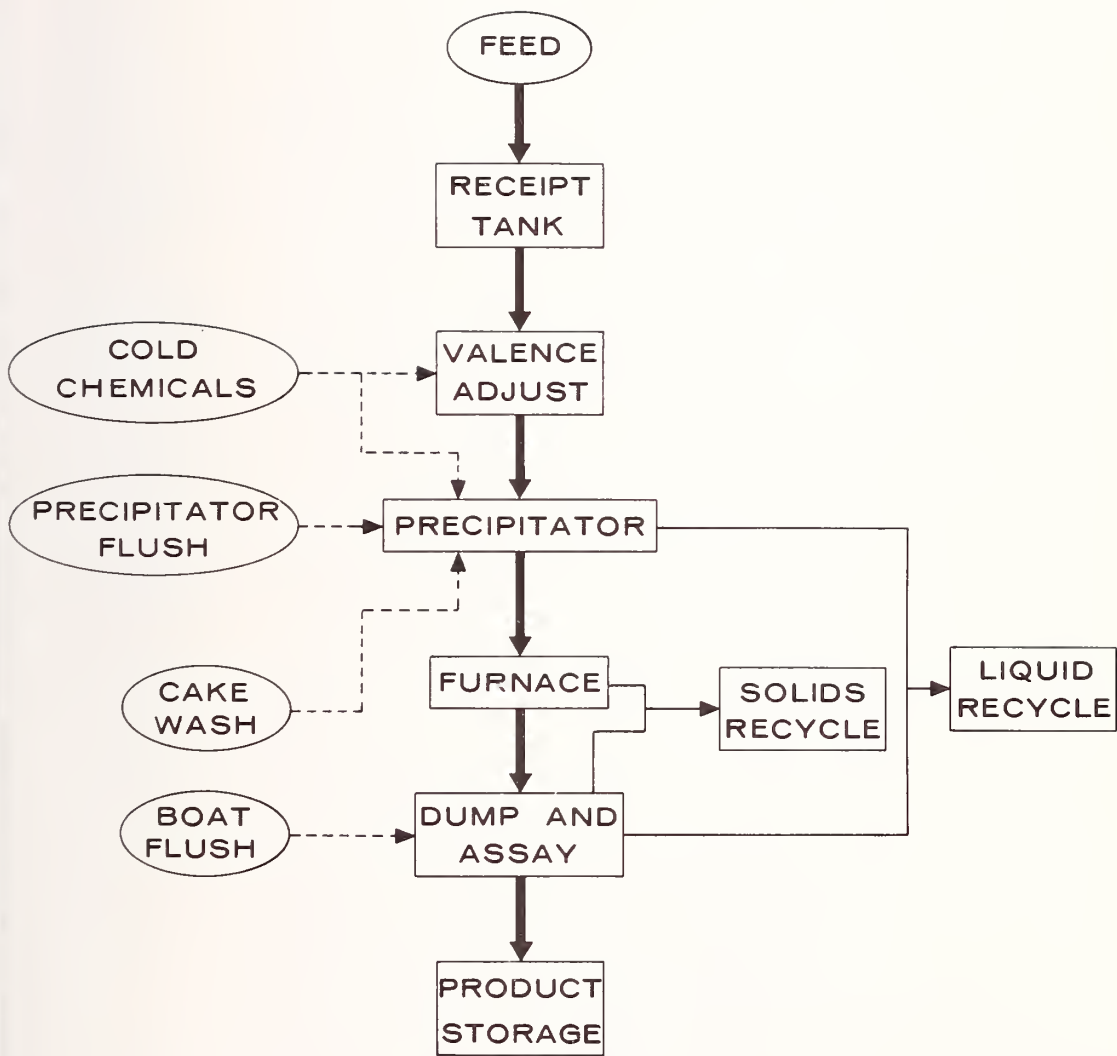 FEED
RECEIPT
TANK
COLD
CHEMICALS
VALENCE
ADJUST
PRECIPITATOR
FLUSH
PRECIPITATOR
CAKE
WASH
FURNACE
SOLIDS
RECYCLE
LIQUID
RECYCLE
BOAT
FLUSH
DUMP AND
ASSAY
PRODUCT
STORAGE